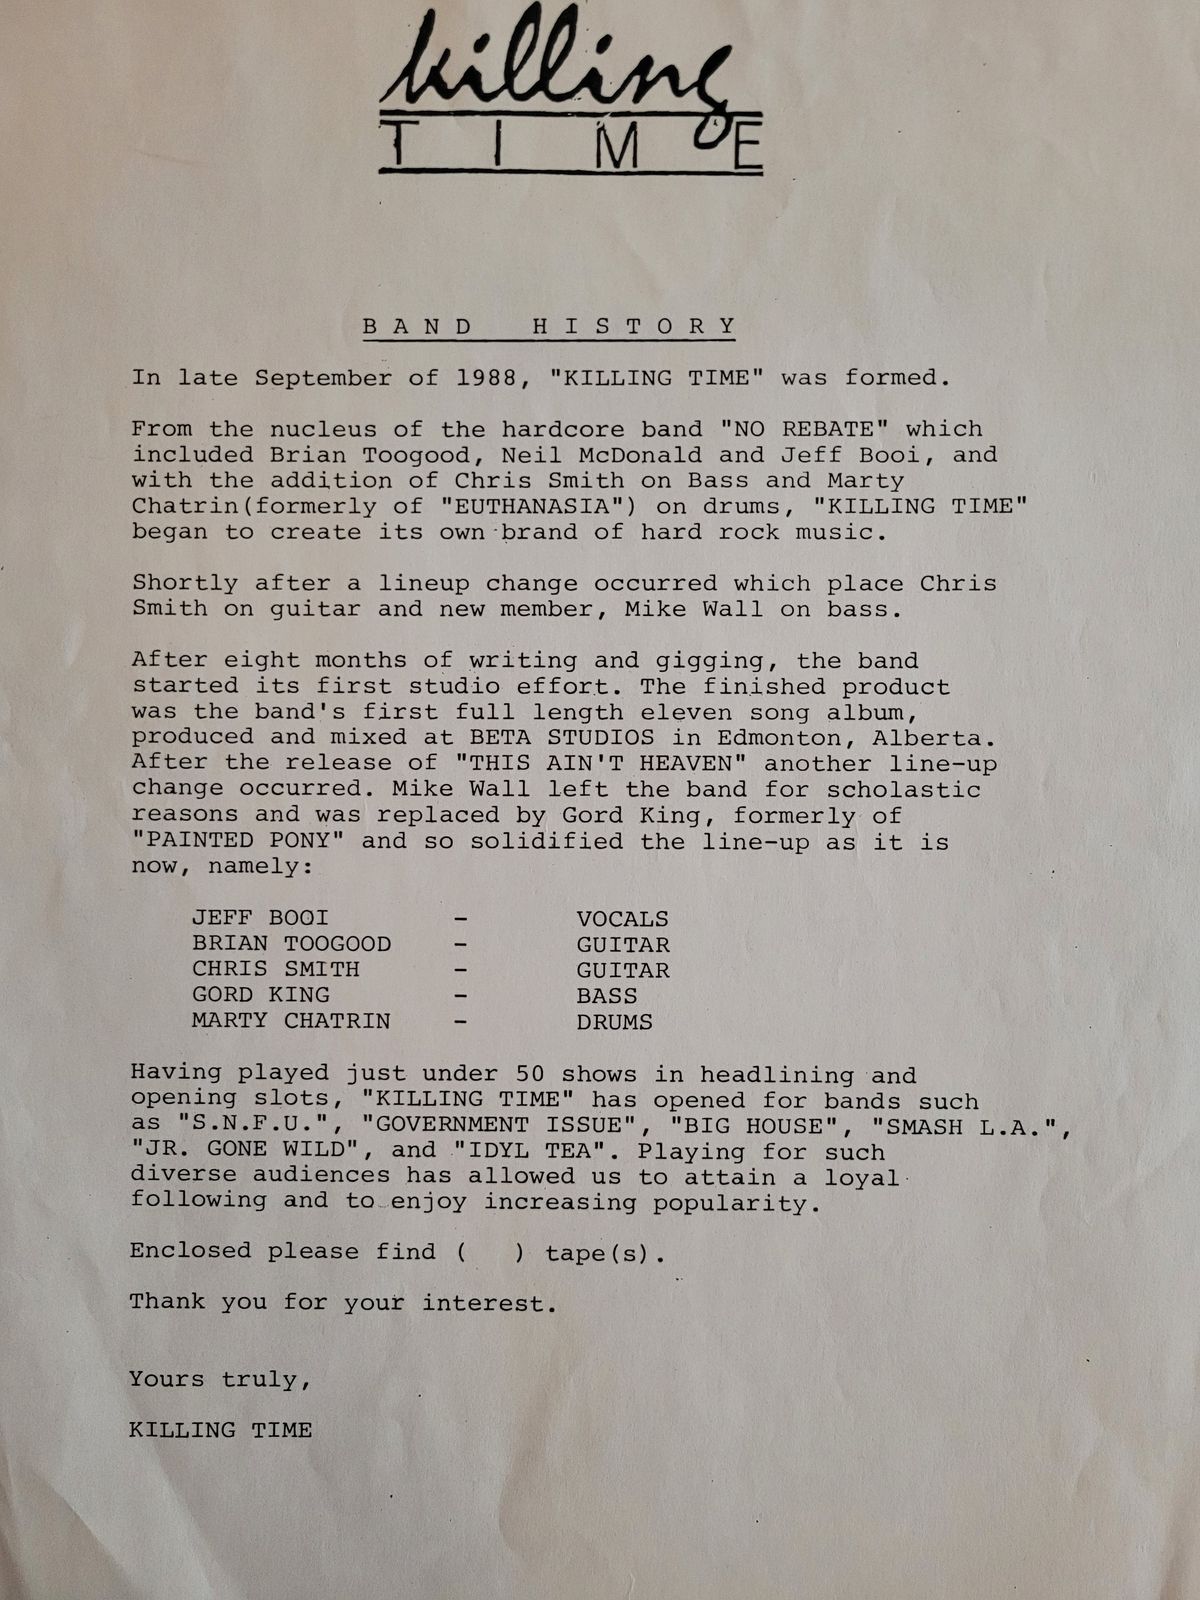 killing
TIME
BAND HISTORY
In late September of 1988, "KILLING TIME" was formed.
From the nucleus of the hardcore band "NO REBATE" which
included Brian Toogood, Neil McDonald and Jeff Booi, and
with the addition of Chris Smith on Bass and Marty
Chatrin(formerly of "EUTHANASIA") on drums, "KILLING TIME"
began to create its own brand of hard rock music.
Shortly after a lineup change occurred which place Chris
Smith on guitar and new member, Mike Wall on bass.
After eight months of writing and gigging, the band
started its first studio effort. The finished product
was the band's first full length eleven song album,
produced and mixed at BETA STUDIOS in Edmonton, Alberta.
After the release of "THIS AIN'T HEAVEN" another line-up
change occurred. Mike Wall left the band for scholastic
reasons and was replaced by Gord King, formerly of
"PAINTED PONY" and so solidified the line-up as it is
now, namely:
JEFF BOOI - VOCALS
BRIAN TOOGOOD - GUITAR
CHRIS SMITH - GUITAR
GORD KING - BASS
MARTY CHATRIN - DRUMS
Having played just under 50 shows in headlining and
opening slots, "KILLING TIME" has opened for bands such
as "S.N.F.U.", "GOVERNMENT ISSUE", "BIG HOUSE", "SMASH L.A.",
"JR. GONE WILD", and "IDYL TEA". Playing for such
diverse audiences has allowed us to attain a loyal
following and to enjoy increasing popularity.
Enclosed please find (   ) tape(s).
Thank you for your interest.
Yours truly,
KILLING TIME